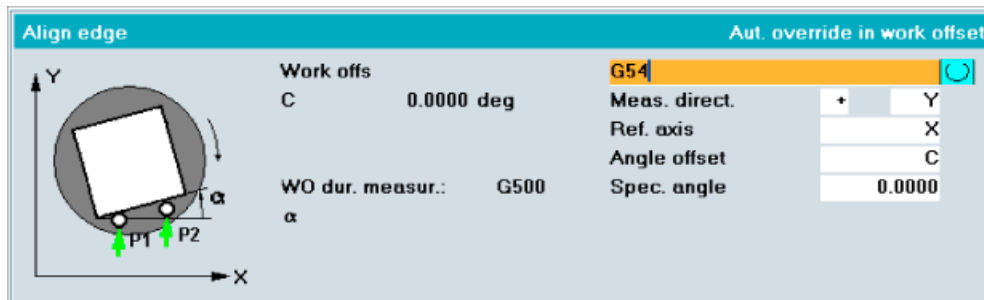 Align edge Aut. override in work offset
Y
Work offs G54
C 0.0000 deg Meas. direct. + Y
Ref. axis X
Angle offset C
WO dur. measur.: G500 Spec. angle 0.0000
α
α
P1 P2
X